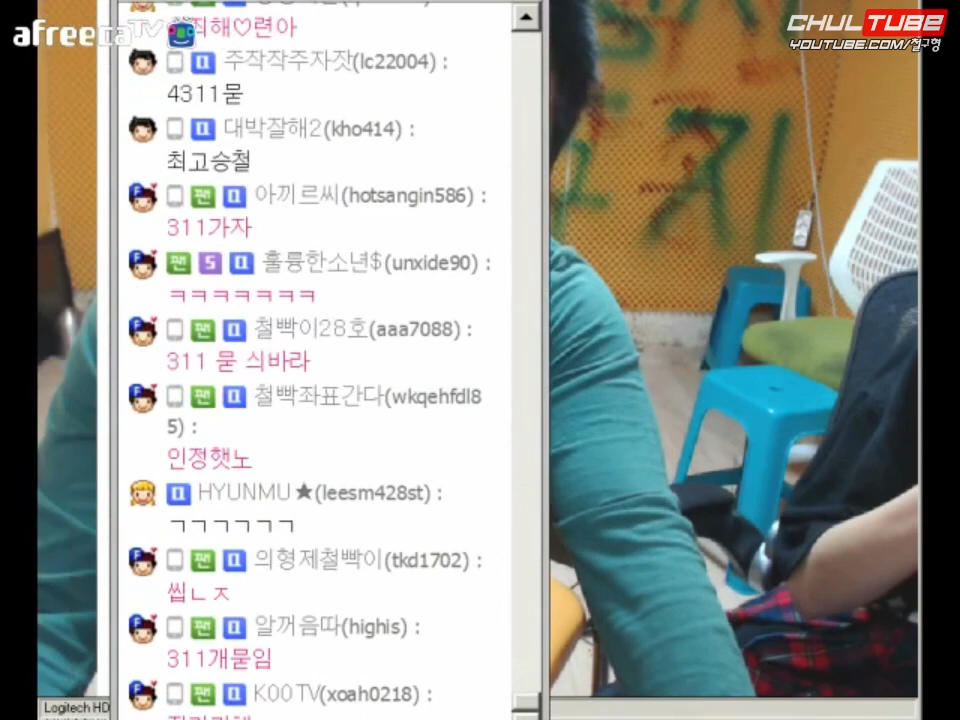 afreecaTV
CHULTUBE
YOUTUBE.COM/철구형
해♡련아
주작작주자잣(lc22004) :
4311묻
대박잘해2(kho414) :
최고승철
아끼르씨(hotsangin586) :
311가자
훌륭한소년$(unxide90) :
ㅋㅋㅋㅋㅋㅋㅋ
철빡이28호(aaa7088) :
311 묻 싀바라
철빡좌표간다(wkqehfdl8
5) :
인정햇노
HYUNMU★(leesm428st) :
ㄱㄱㄱㄱㄱㄱ
의형제철빡이(tkd1702) :
씹ㄴㅈ
알꺼음따(highis) :
311개묻임
KOOTV(xoah0218) :
Logitech HD